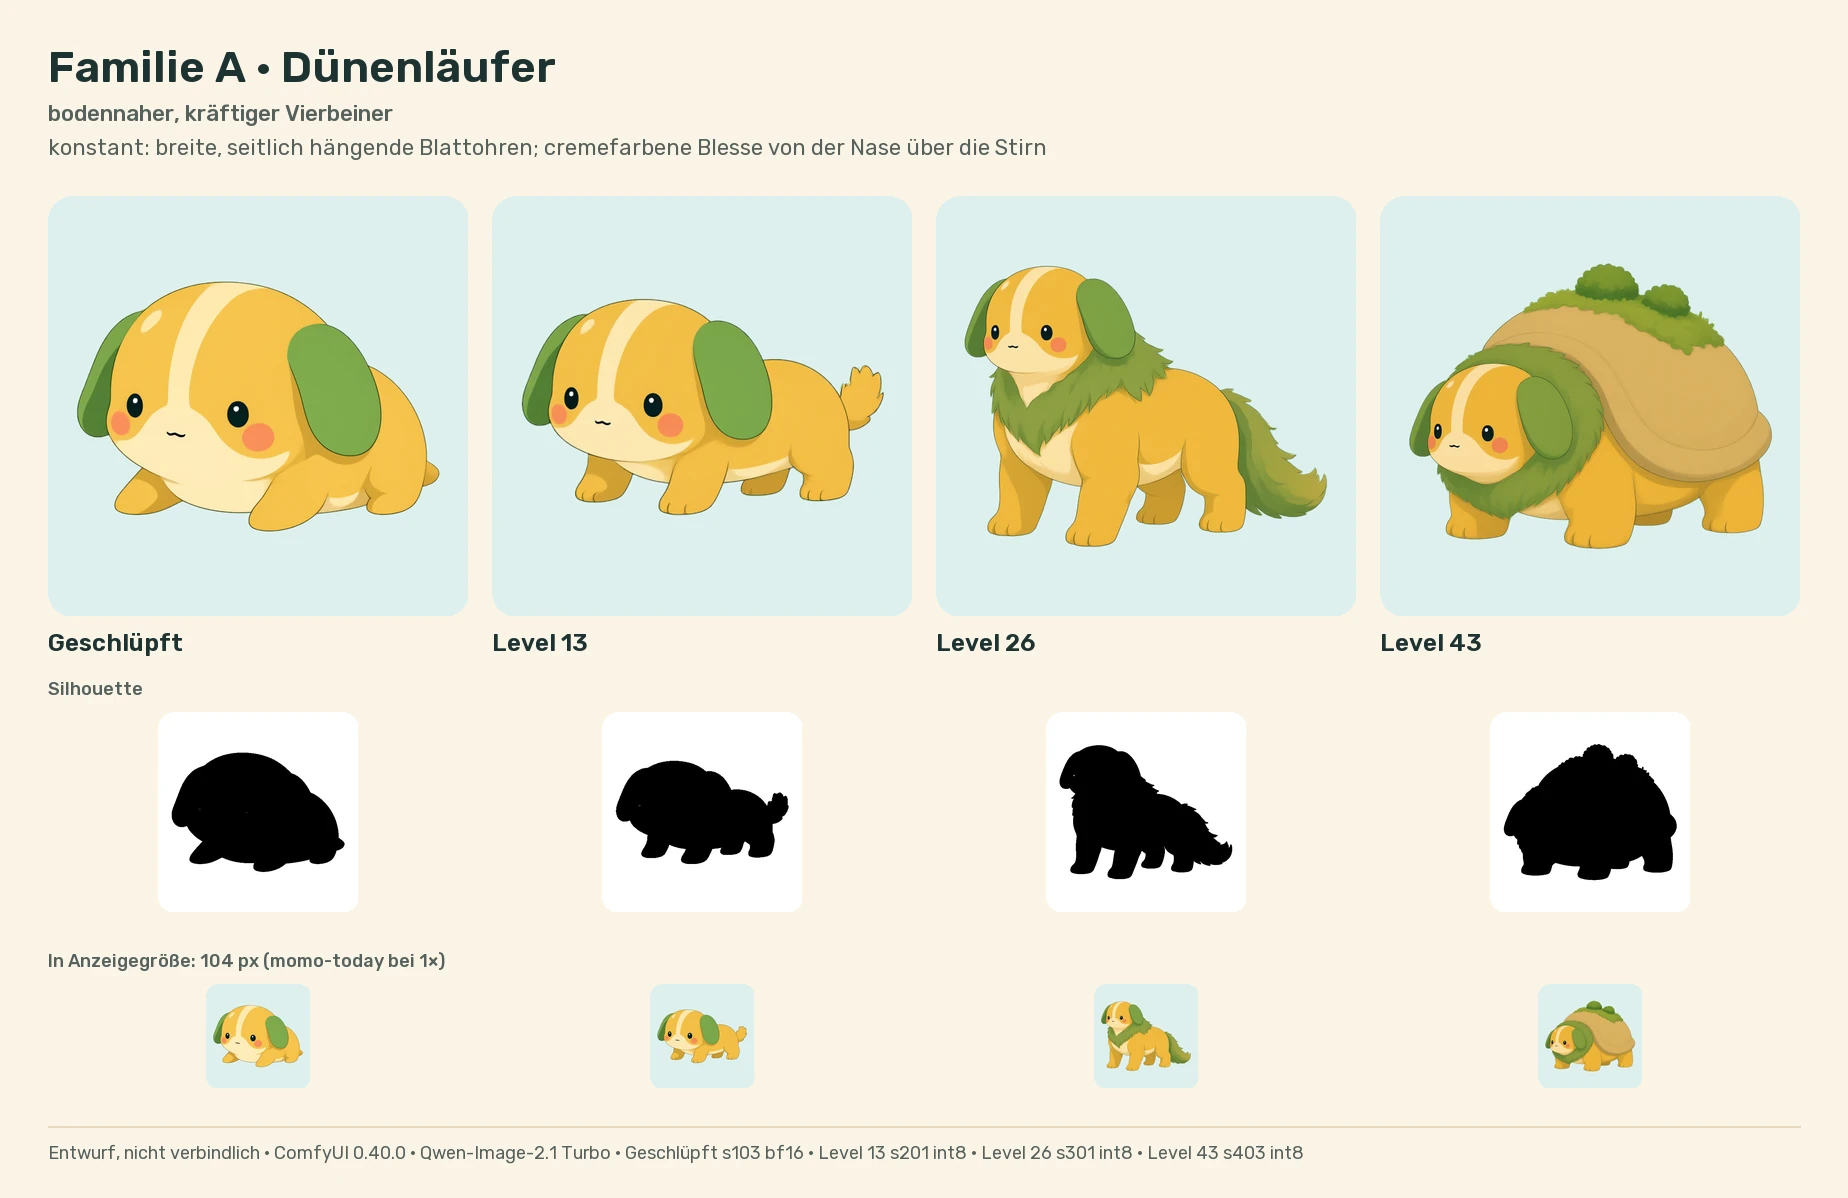 Familie A • Dünenläufer
bodennaher, kräftiger Vierbeiner
konstant: breite, seitlich hängende Blattohren; cremefarbene Blesse von der Nase über die Stirn
Geschlüpft
Level 13
Level 26
Level 43
Silhouette
In Anzeigegröße: 104 px (momo-today bei 1×)
Entwurf, nicht verbindlich • ComfyUI 0.40.0 • Qwen-Image-2.1 Turbo • Geschlüpft s103 bf16 • Level 13 s201 int8 • Level 26 s301 int8 • Level 43 s403 int8